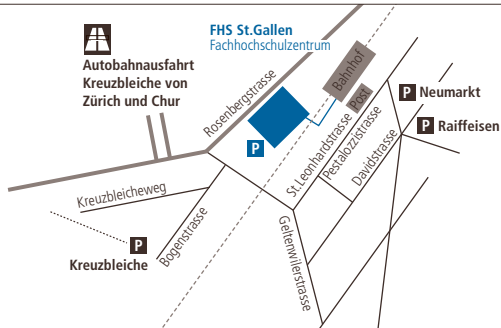 FHS St.Gallen
Fachhochschulzentrum
Autobahnausfahrt
Kreuzbleiche von
Zürich und Chur
Rosenbergstrasse
Bahnhof
Post
P Neumarkt
P Raiffeisen
P
St.Leonhardstrasse
Pestalozzistrasse
Davidstrasse
Kreuzbleicheweg
Bogenstrasse
Geltenwilerstrasse
P
Kreuzbleiche